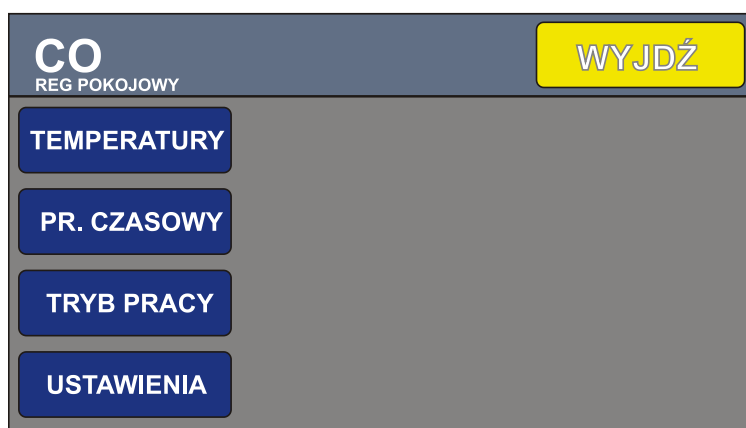 CO
REG POKOJOWY
WYJDŹ
TEMPERATURY
PR. CZASOWY
TRYB PRACY
USTAWIENIA